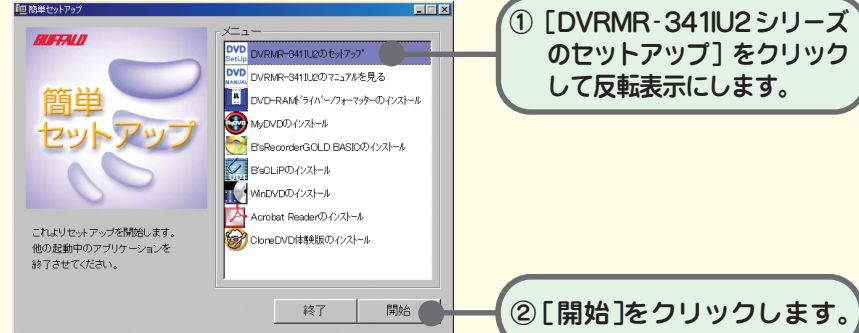 簡単セットアップ
BUFFALO
簡単
セットアップ
これよりセットアップを開始します。
他の起動中のアプリケーションを
終了させてください。
メニュー
DVD SetUp DVRMR-341IU2のセットアップ
DVD MANUAL DVRMR-341IU2のマニュアルを見る
DVD-RAMドライバ-/フォーマッターのインストール
MyDVD MyDVDのインストール
B'sRecorderGOLD BASICのインストール
UDF B'sCLiPのインストール
WinDVDのインストール
Acrobat Readerのインストール
CloneDVD体験版のインストール
終了 開始
① [DVRMR-341IU2シリーズ
のセットアップ] をクリック
して反転表示にします。
② [開始]をクリックします。